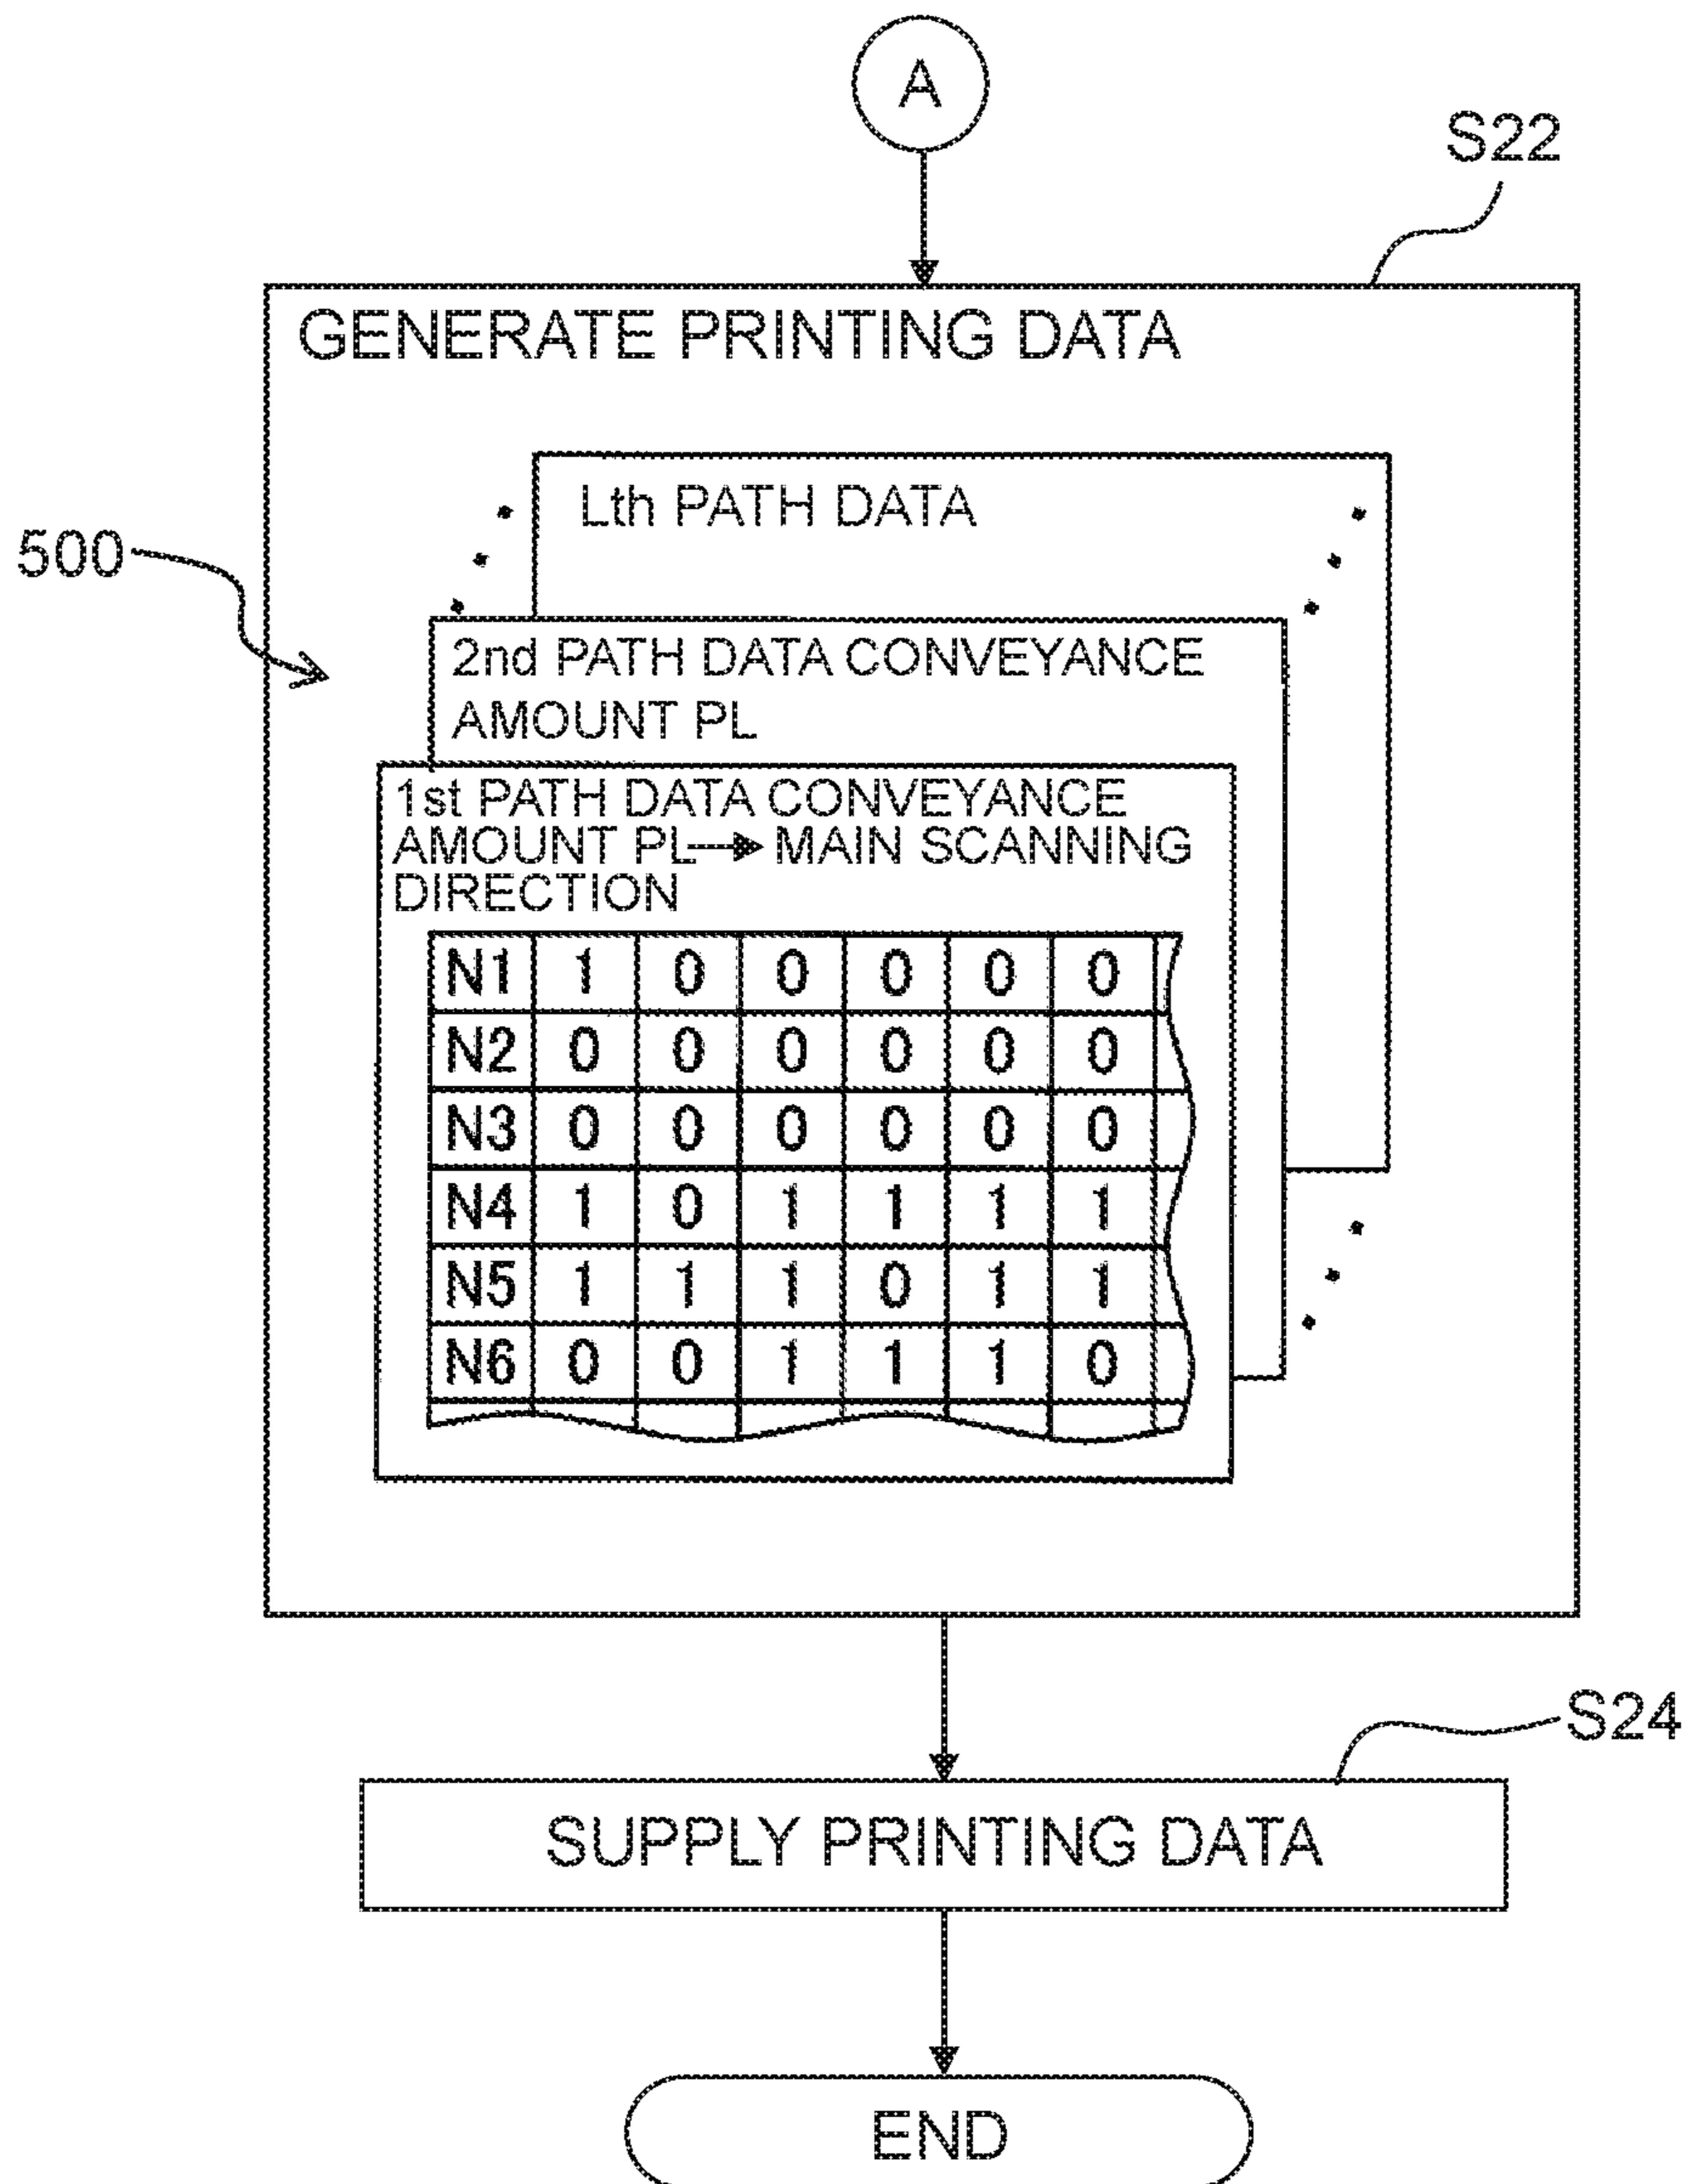 A
S22
GENERATE PRINTING DATA
Lth PATH DATA
500
2nd PATH DATA CONVEYANCE
AMOUNT PL
1st PATH DATA CONVEYANCE
AMOUNT PL→MAIN SCANNING
DIRECTION
N1 1 0 0 0 0 0
N2 0 0 0 0 0 0
N3 0 0 0 0 0 0
N4 1 0 1 1 1 1
N5 1 1 1 0 1 1
N6 0 0 1 1 1 0
S24
SUPPLY PRINTING DATA
END